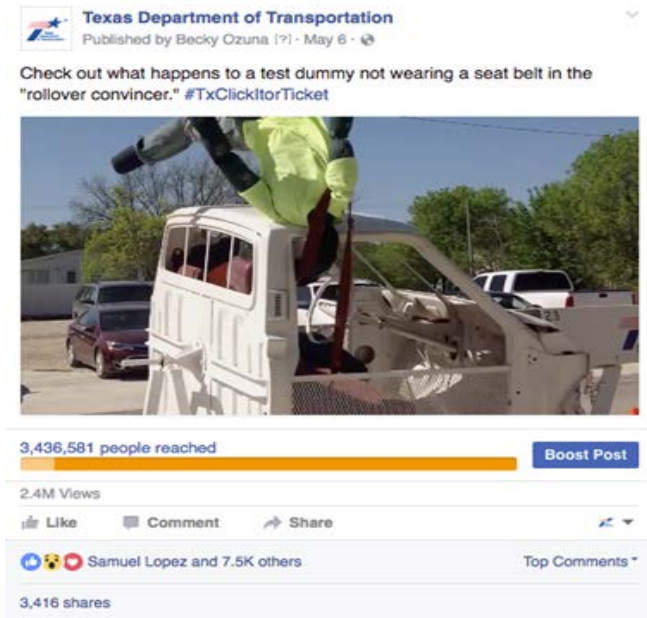 Texas Department of Transportation
Published by Becky Ozuna [?] · May 6 ·
Check out what happens to a test dummy not wearing a seat belt in the
"rollover convincer." #TxClickItorTicket
23
3,436,581 people reached
Boost Post
2.4M Views
Like Comment Share
Samuel Lopez and 7.5K others
Top Comments
3,416 shares